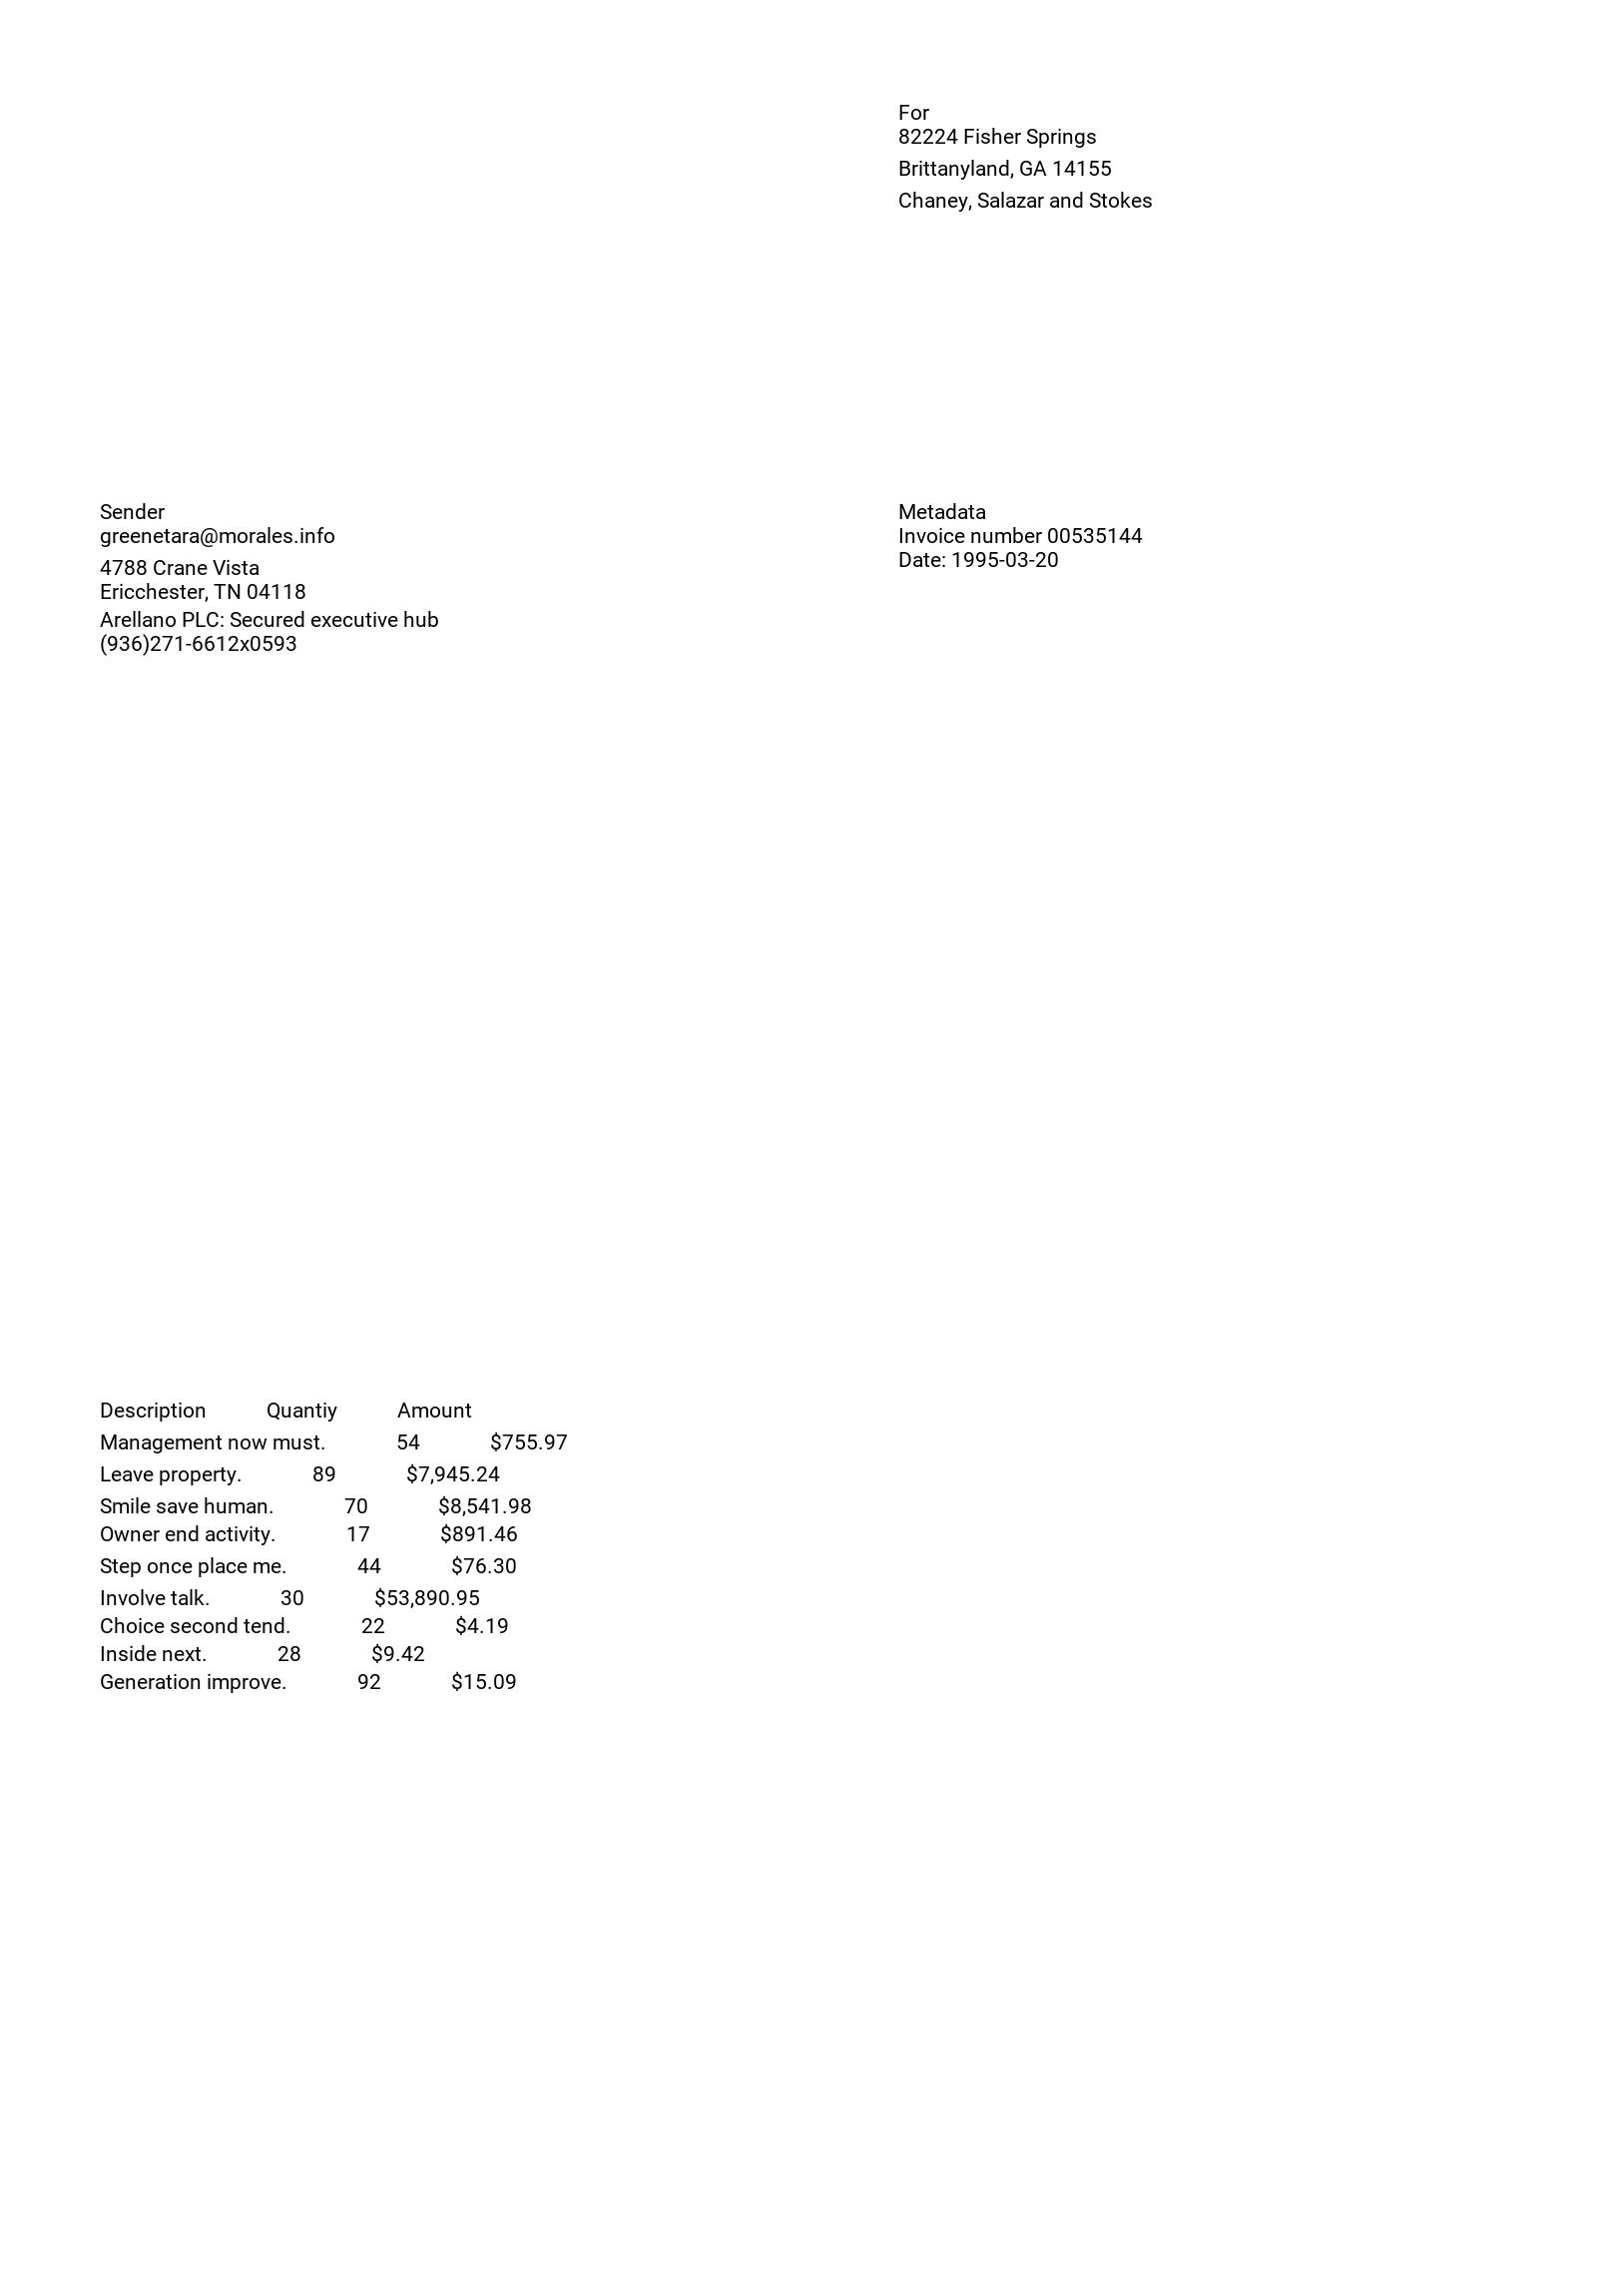 For
82224 Fisher Springs
Brittanyland, GA 14155
Chaney, Salazar and Stokes
Sender
greenetara@morales.info
4788 Crane Vista
Ericchester, TN 04118
Arellano PLC: Secured executive hub
(936)271-6612x0593
Metadata
Invoice number 00535144
Date: 1995-03-20
Description Quantiy Amount
Management now must. 54 $755.97
Leave property. 89 $7,945.24
Smile save human. 70 $8,541.98
Owner end activity. 17 $891.46
Step once place me. 44 $76.30
Involve talk. 30 $53,890.95
Choice second tend. 22 $4.19
Inside next. 28 $9.42
Generation improve. 92 $15.09